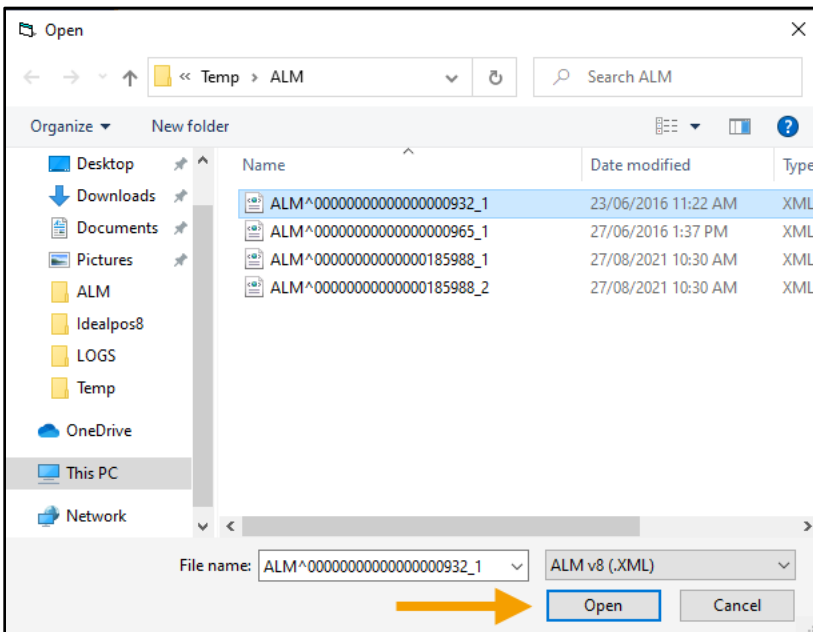 Open
« Temp > ALM
Search ALM
Organize
New folder
Name
Date modified
Type
Desktop
Downloads
Documents
Pictures
ALM
Idealpos8
LOGS
Temp
OneDrive
This PC
Network
ALM^00000000000000000932_1 23/06/2016 11:22 AM XML
ALM^00000000000000000965_1 27/06/2016 1:37 PM XML
ALM^00000000000000185988_1 27/08/2021 10:30 AM XML
ALM^00000000000000185988_2 27/08/2021 10:30 AM XML
File name: ALM^00000000000000000932_1
ALM v8 (.XML)
Open
Cancel